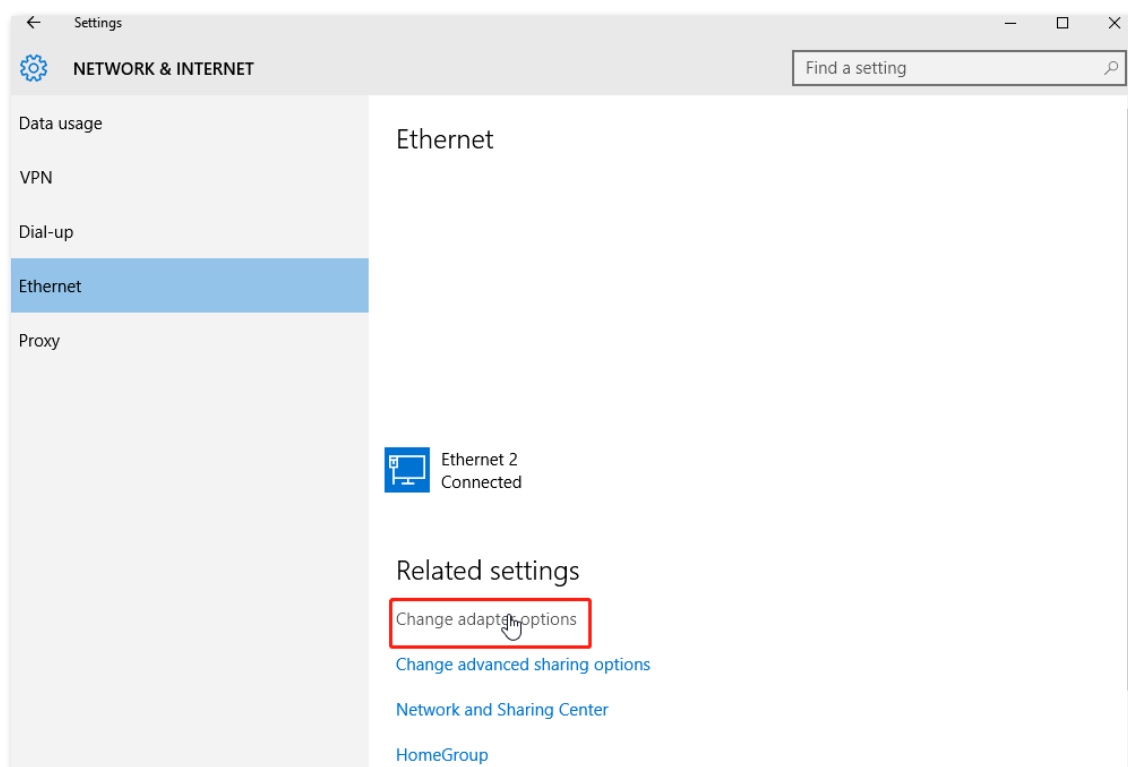 Settings
NETWORK & INTERNET
Find a setting
Data usage
VPN
Dial-up
Ethernet
Proxy
Ethernet
Ethernet 2
Connected
Related settings
Change adapter options
Change advanced sharing options
Network and Sharing Center
HomeGroup